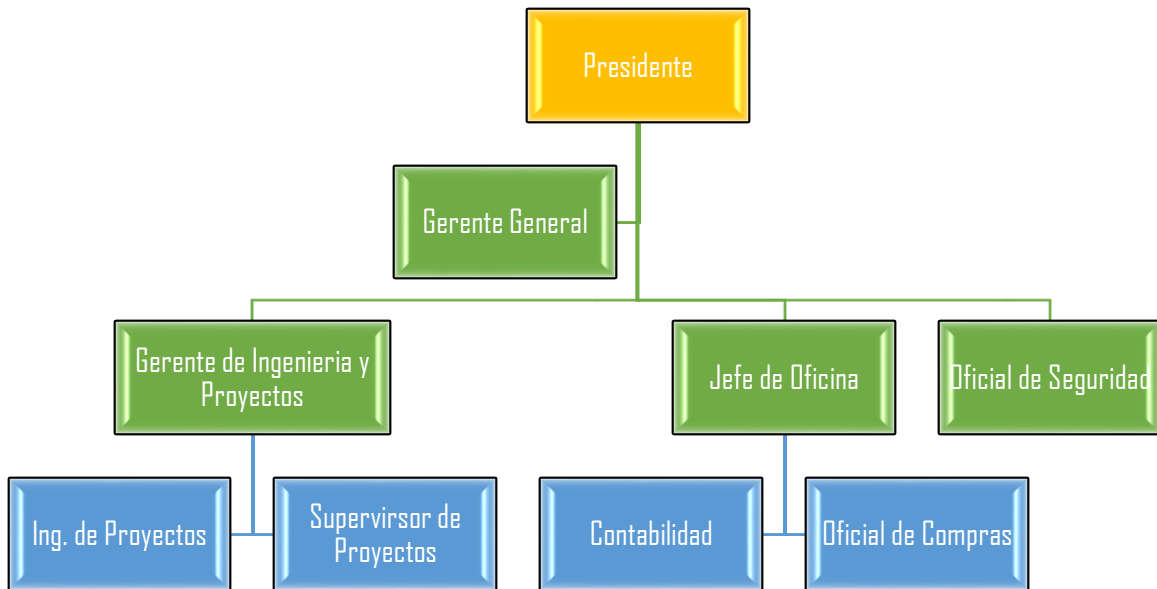 Presidente
Gerente General
Gerente de Ingenieria y
Proyectos
Jefe de Oficina
Oficial de Seguridad
Ing. de Proyectos
Supervirsor de
Proyectos
Contabilidad
Oficial de Compras